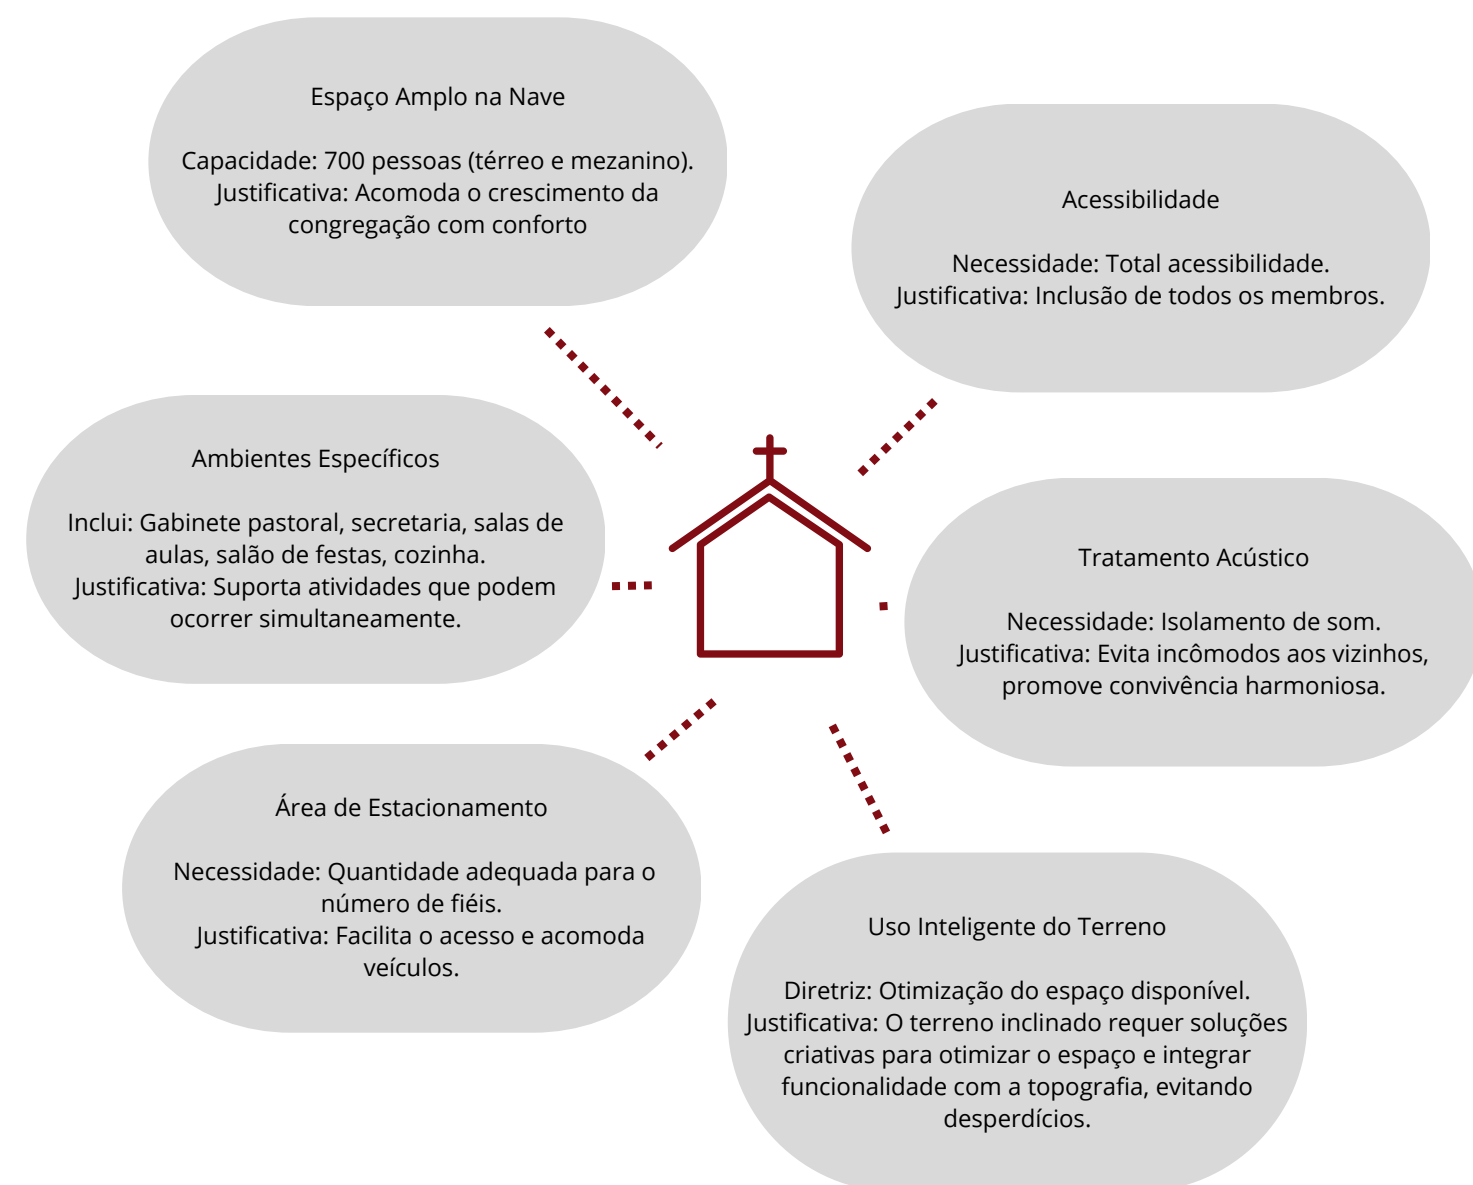 Espaço Amplo na Nave
Capacidade: 700 pessoas (térreo e mezanino).
Justificativa: Acomoda o crescimento da
congregação com conforto
Acessibilidade
Necessidade: Total acessibilidade.
Justificativa: Inclusão de todos os membros.
Ambientes Específicos
Inclui: Gabinete pastoral, secretaria, salas de
aulas, salão de festas, cozinha.
Justificativa: Suporta atividades que podem
ocorrer simultaneamente.
Tratamento Acústico
Necessidade: Isolamento de som.
Justificativa: Evita incômodos aos vizinhos,
promove convivência harmoniosa.
Área de Estacionamento
Necessidade: Quantidade adequada para o
número de fiéis.
Justificativa: Facilita o acesso e acomoda
veículos.
Uso Inteligente do Terreno
Diretriz: Otimização do espaço disponível.
Justificativa: O terreno inclinado requer soluções
criativas para otimizar o espaço e integrar
funcionalidade com a topografia, evitando
desperdícios.